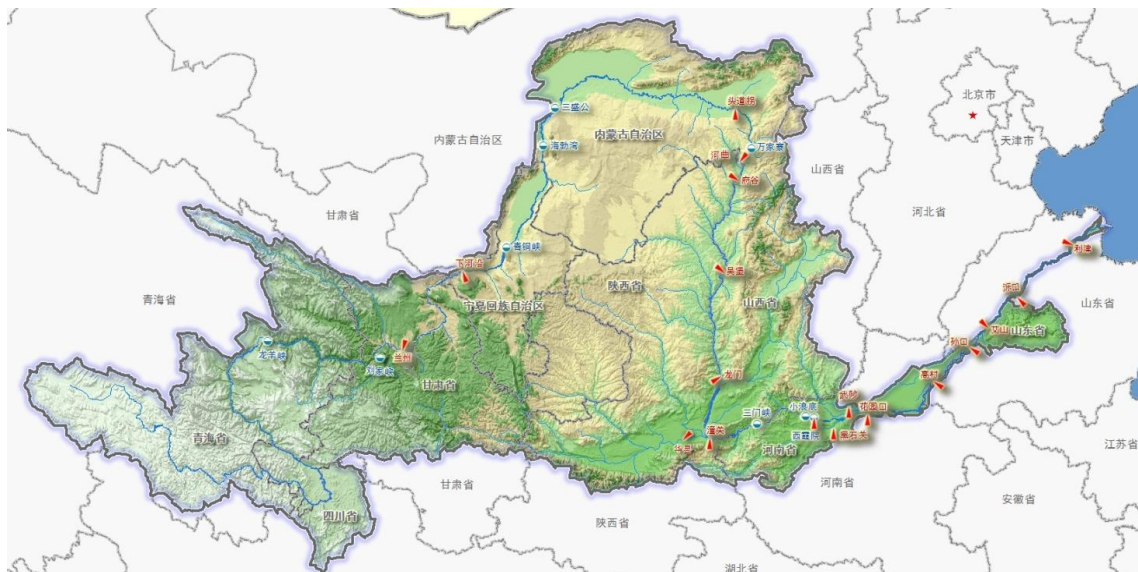 北京市
天津市
头道拐
三盛公
内蒙古自治区
内蒙古自治区
海勃湾
河曲
万家寨
山西省
府谷
河北省
甘肃省
青铜峡
利津
下河沿
吴堡
陕西省
泺口
宁夏回族自治区
山西省
青海省
山东省
艾山
山东省
龙羊峡
刘家峡
兰州
孙口
甘肃省
龙门
高村
三门峡
小浪底
武陟
花园口
青海省
华县
潼关
西霞院
黑石关
河南省
江苏省
甘肃省
河南省
安徽省
四川省
陕西省
湖北省